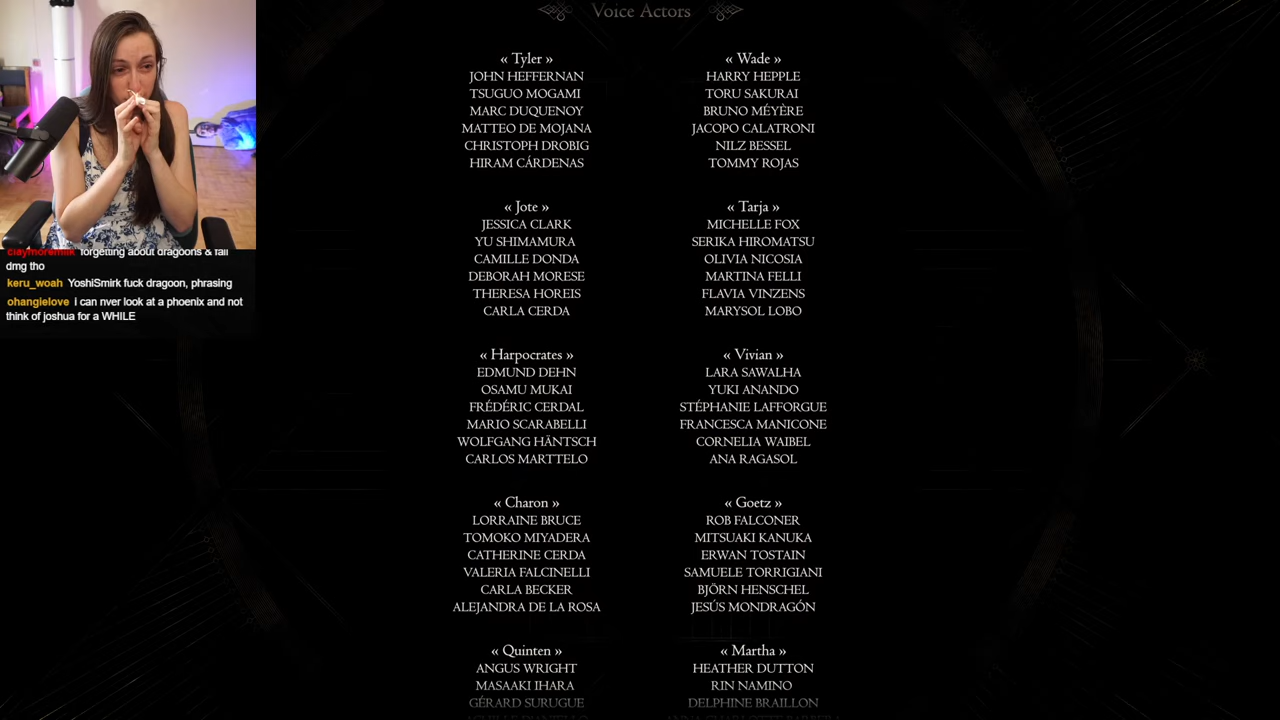 Voice Actors
« Tyler »
JOHN HEFFERNAN
TSUGUO MOGAMI
MARC DUQUENOY
MATTEO DE MOJANA
CHRISTOPH DROBIG
HIRAM CÁRDENAS
« Wade »
HARRY HEPPLE
TORU SAKURAI
BRUNO MÉYÈRE
JACOPO CALATRONI
NILZ BESSEL
TOMMY ROJAS
« Jote »
JESSICA CLARK
YU SHIMAMURA
CAMILLE DONDA
DEBORAH MORESE
THERESA HOREIS
CARLA CERDA
« Tarja »
MICHELLE FOX
SERIKA HIROMATSU
OLIVIA NICOSIA
MARTINA FELLI
FLAVIA VINZENS
MARYSOL LOBO
« Harpocrates »
EDMUND DEHN
OSAMU MUKAI
FRÉDÉRIC CERDAL
MARIO SCARABELLI
WOLFGANG HÄNTSCH
CARLOS MARTTELO
« Vivian »
LARA SAWALHA
YUKI ANANDO
STÉPHANIE LAFFORGUE
FRANCESCA MANICONE
CORNELIA WAIBEL
ANA RAGASOL
« Charon »
LORRAINE BRUCE
TOMOKO MIYADERA
CATHERINE CERDA
VALERIA FALCINELLI
CARLA BECKER
ALEJANDRA DE LA ROSA
« Goetz »
ROB FALCONER
MITSUAKI KANUKA
ERWAN TOSTAIN
SAMUELE TORRIGIANI
BJÖRN HENSCHEL
JESÚS MONDRAGÓN
« Quinten »
ANGUS WRIGHT
MASAAKI IHARA
GÉRARD SURUGUE
« Martha »
HEATHER DUTTON
RIN NAMINO
DELPHINE BRAILLON
forgetting about dragoons & fall
dmg tho
keru_woah YoshiSmirk fuck dragoon, phrasing
ohangielove i can nver look at a phoenix and not
think of joshua for a WHILE